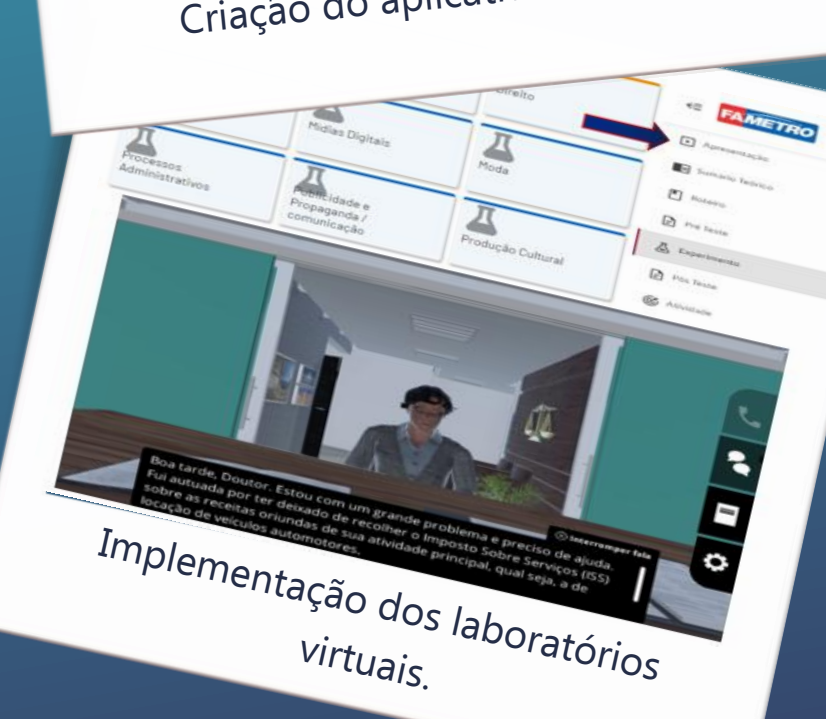 Criação do
Direito
Mídias Digitais
Moda
Processos
Administrativos
Publicidade e
Propaganda /
comunicação
Produção Cultural
FAMETRO
Apresentação
Sumário Teórico
Roteiro
Pré Teste
Experimento
Pós Teste
Atividade
Boa tarde, Doutor. Estou com um grande problema e preciso de ajuda.
Fui autuada por ter deixado de recolher o Imposto Sobre Serviços (ISS)
sobre as receitas oriundas de sua atividade principal, qual seja, a de
locação de veículos automotores,
Interromper fala
Implementação dos laboratórios
virtuais.